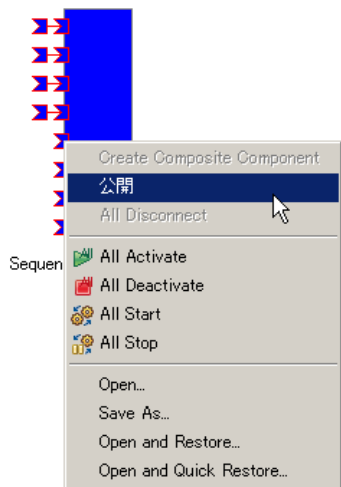 Create Composite Component
公開
All Disconnect
Sequen
All Activate
All Deactivate
All Start
All Stop
Open...
Save As...
Open and Restore...
Open and Quick Restore...